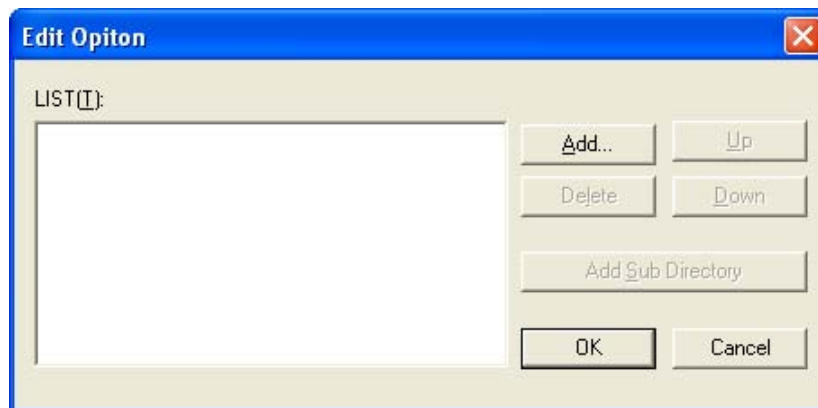 Edit Opiton
LIST(T):
Add... Up
Delete Down
Add Sub Directory
OK Cancel